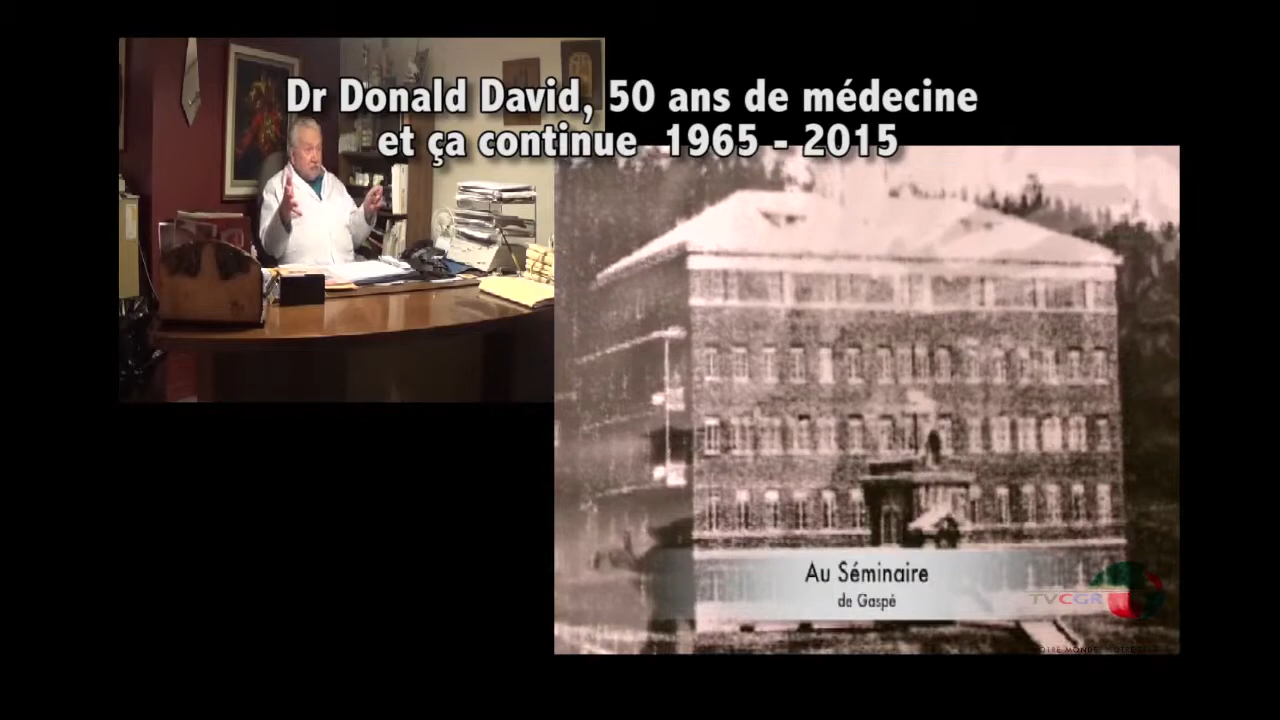 Dr Donald David, 50 ans de médecine
et ça continue 1965 - 2015
Au Séminaire
de Gaspé
TVCGR